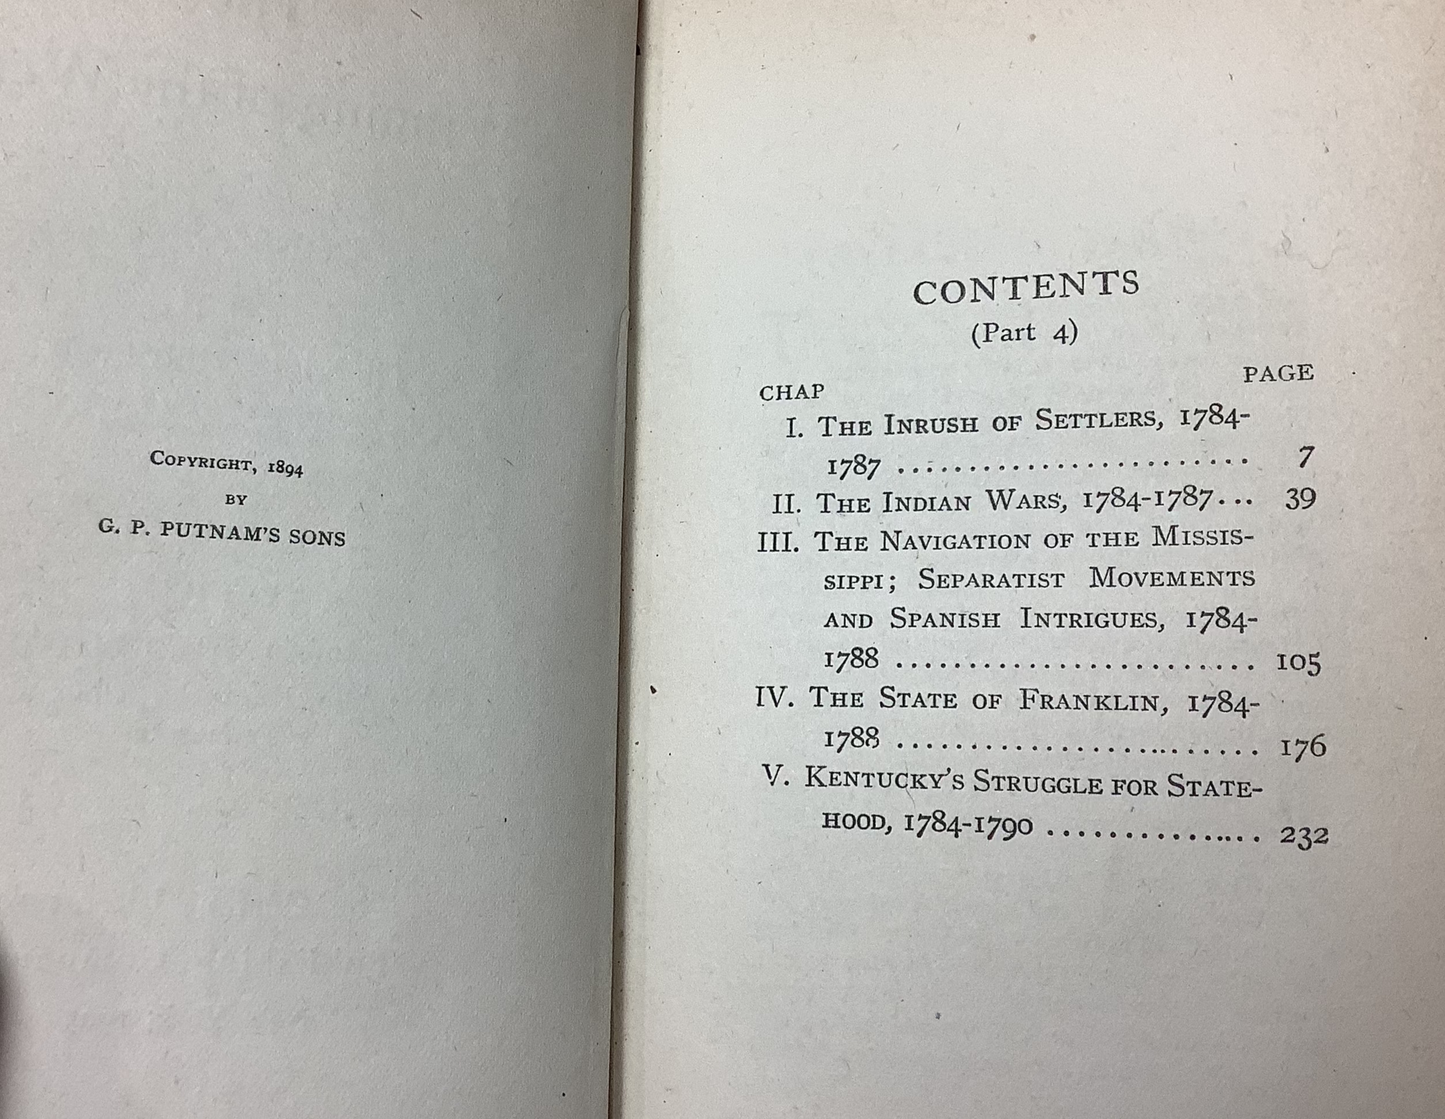 Copyright, 1894
by
G. P. PUTNAM'S SONS
CONTENTS
(Part 4)
PAGE
CHAP
I. The Inrush of Settlers, 1784-
1787 ......................... 7
II. The Indian Wars, 1784-1787... 39
III. The Navigation of the Missis-
sippi; Separatist Movements
and Spanish Intrigues, 1784-
1788 ......................... 105
IV. The State of Franklin, 1784-
1788 ......................... 176
V. Kentucky's Struggle for State-
hood, 1784-1790 ............... 232